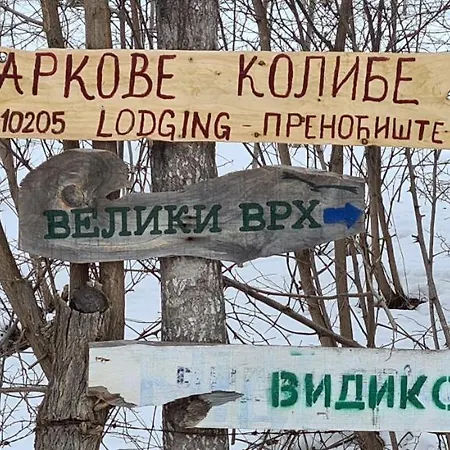 АРКОВЕ КОЛИБЕ
10205 LODGING - ПРЕНОЋИШТЕ
ВЕЛИКИ ВРХ
ВИДИКО